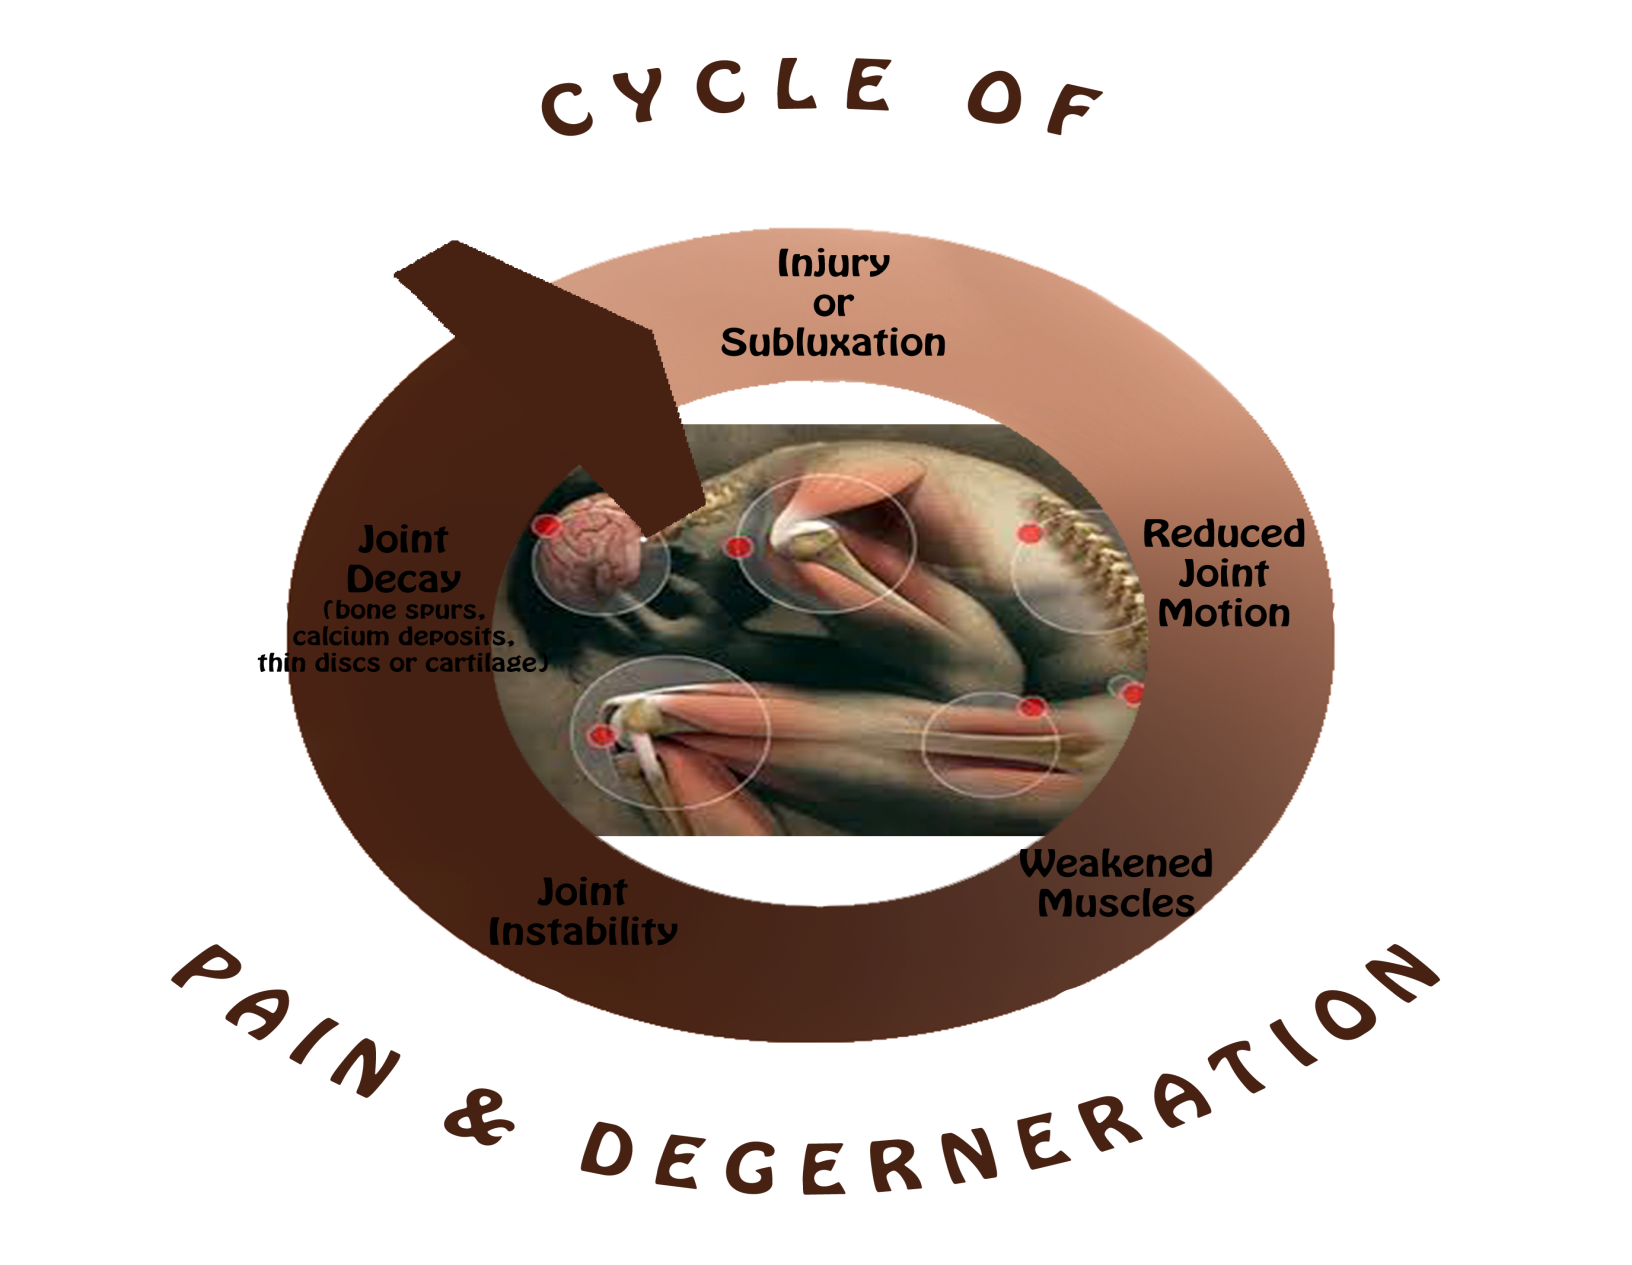 CYCLE OF
Injury
or
Subluxation
Reduced
Joint
Motion
Weakened
Muscles
Joint
Instability
Joint
Decay
(bone spurs,
calcium deposits,
thin discs or cartilage)
PAIN & DEGERNERATION